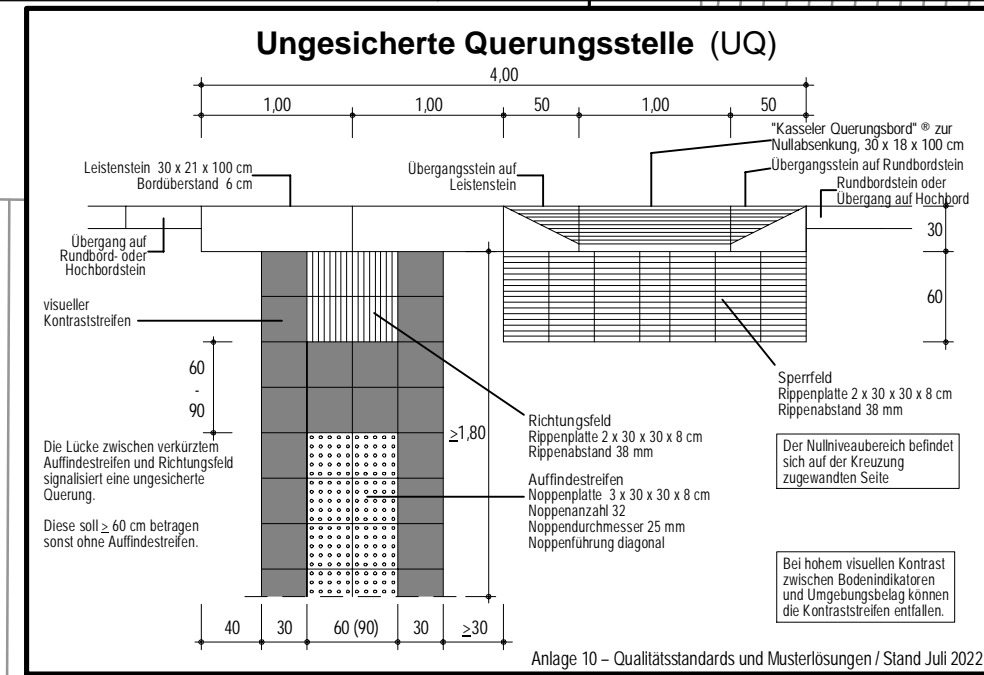 Ungesicherte Querungsstelle (UQ)
4,00
1,00
1,00
50
1,00
50
"Kasseler Querungsbord" ® zur
Nullabsenkung, 30 x 18 x 100 cm
Übergangsstein auf Rundbordstein
Rundbordstein oder
Übergang auf Hochbord
Leistenstein 30 x 21 x 100 cm
Bordüberstand 6 cm
Übergangsstein auf
Leistenstein
Übergang auf
Rundbord- oder
Hochbordstein
30
60
visueller
Kontraststreifen
60
-
90
≥1,80
Sperrfeld
Rippenplatte 2 x 30 x 30 x 8 cm
Rippenabstand 38 mm
Richtungsfeld
Rippenplatte 2 x 30 x 30 x 8 cm
Rippenabstand 38 mm
Auffindestreifen
Noppenplatte 3 x 30 x 30 x 8 cm
Noppenanzahl 32
Noppendurchmesser 25 mm
Noppenführung diagonal
Die Lücke zwischen verkürztem
Auffindestreifen und Richtungsfeld
signalisiert eine ungesicherte
Querung.
Diese soll ≥ 60 cm betragen
sonst ohne Auffindestreifen.
Der Nullniveaubereich befindet
sich auf der Kreuzung
zugewandten Seite
Bei hohem visuellen Kontrast
zwischen Bodenindikatoren
und Umgebungsbelag können
die Kontraststreifen entfallen.
40
30
60 (90)
30
≥30
Anlage 10 – Qualitätsstandards und Musterlösungen / Stand Juli 2022